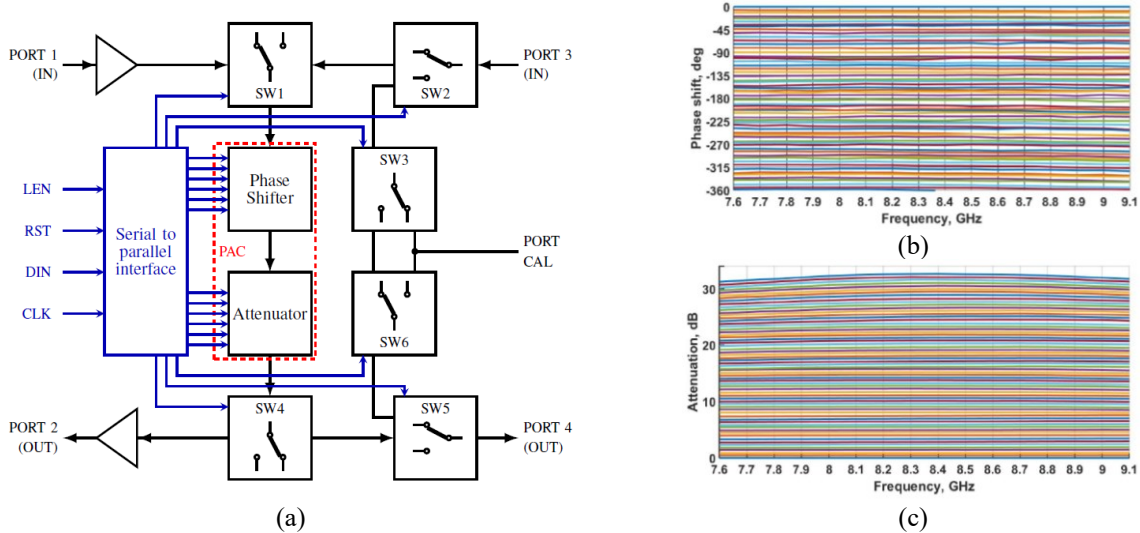 PORT 1
(IN)
SW1
SW2
PORT 3
(IN)
LEN
RST
DIN
CLK
Serial to
parallel
interface
Phase
Shifter
PAC
Attenuator
SW3
SW6
PORT
CAL
PORT 2
(OUT)
SW4
SW5
PORT 4
(OUT)
(a)
Phase shift, deg
0
-45
-90
-135
-180
-225
-270
-315
-360
7.6 7.7 7.8 7.9 8 8.1 8.2 8.3 8.4 8.5 8.6 8.7 8.8 8.9 9 9.1
Frequency, GHz
(b)
Attenuation, dB
30
20
10
0
7.6 7.7 7.8 7.9 8 8.1 8.2 8.3 8.4 8.5 8.6 8.7 8.8 8.9 9 9.1
Frequency, GHz
(c)